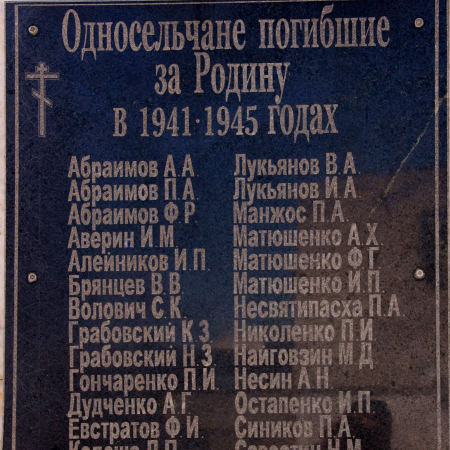 Односельчане погибшие
за Родину
в 1941-1945 годах
Абраимов А.А.
Абраимов П.А.
Абраимов Ф.Р.
Аверин И.М.
Алейников И.П.
Брянцев В.В.
Волович С.К.
Грабовский К.З.
Грабовский Н.З.
Гончаренко П.И.
Дудченко А.Г.
Евстратов Ф.И.
Лукьянов В.А.
Лукьянов И.А.
Манжос П.А.
Матюшенко А.Х.
Матюшенко Ф.Г.
Матюшенко И.П.
Несвятипасха П.А.
Николенко П.И.
Найговзин М.Д.
Несин А.Н.
Остапенко И.П.
Сиников П.А.